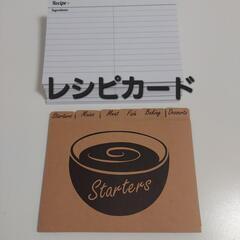 Recipe -
Ingredients:
レシピカード
Starters Mains Meat Fish Baking Desserts
Starters